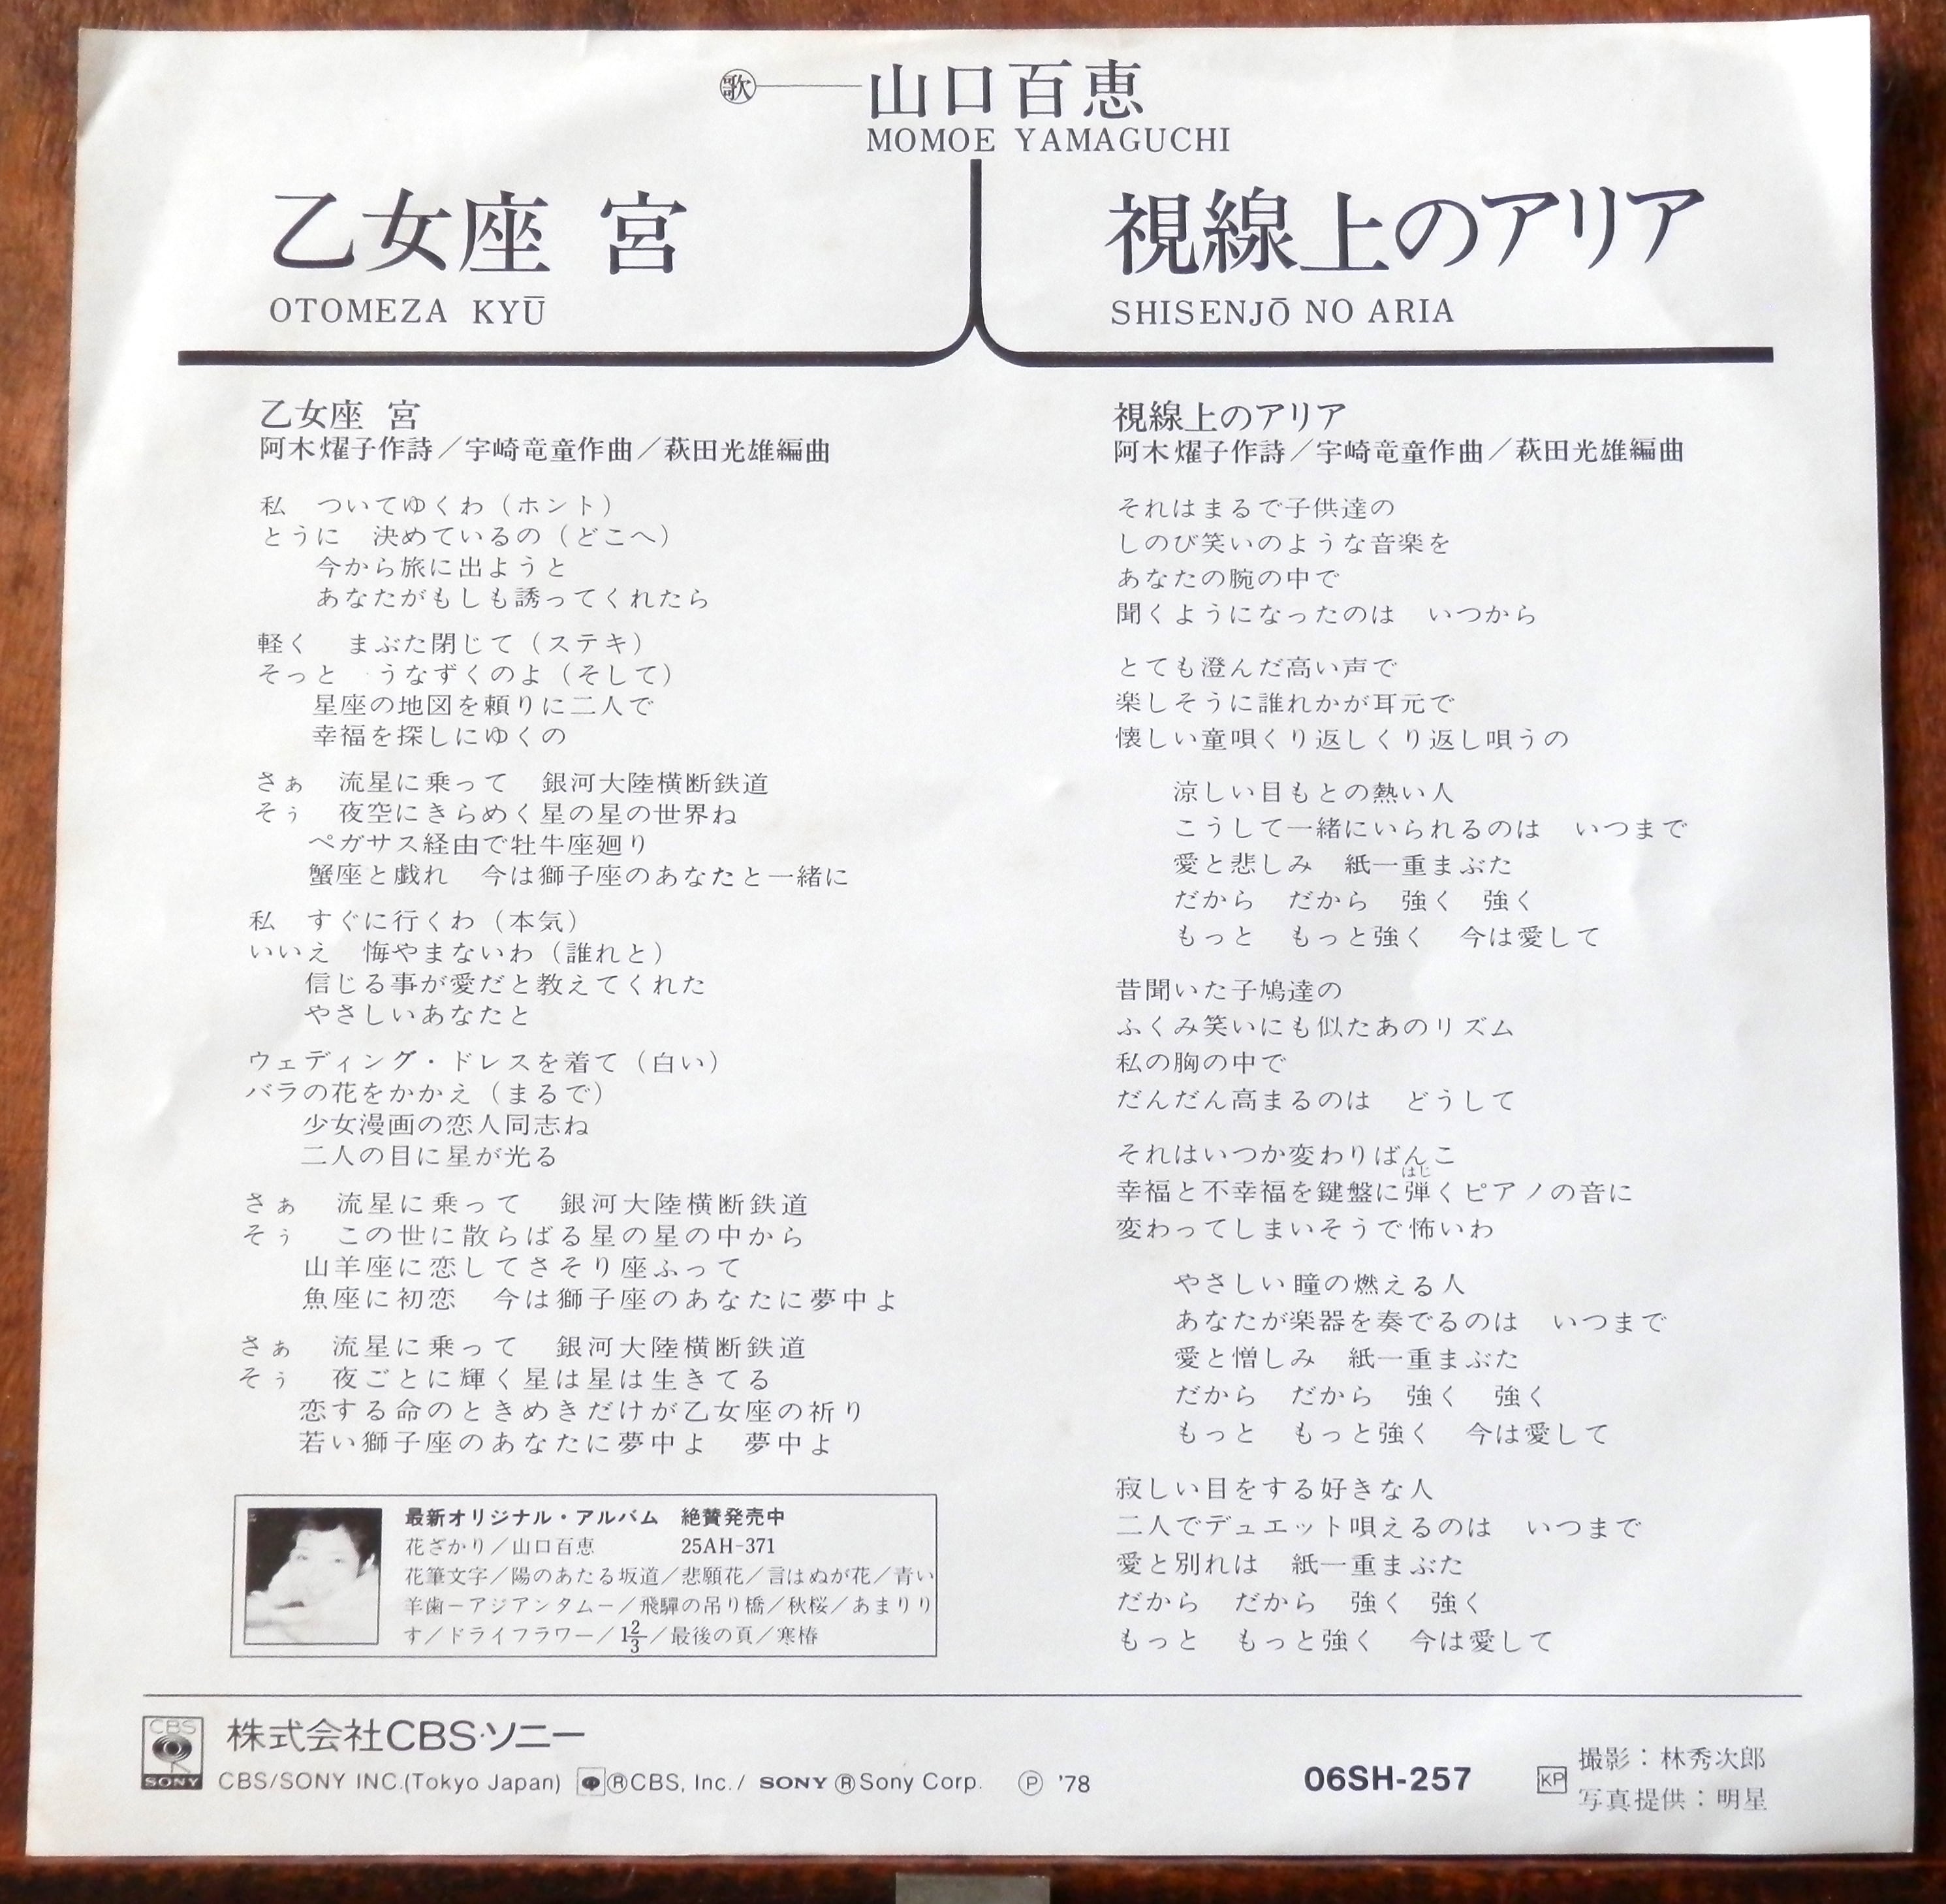 歌 山口百恵
MOMOE YAMAGUCHI
乙女座 宮
OTOMEZA KYŪ
視線上のアリア
SHISENJŌ NO ARIA
乙女座 宮
阿木燿子作詩／宇崎竜童作曲／萩田光雄編曲
私 ついてゆくわ（ホント）
とうに 決めているの（どこへ）
今から旅に出ようと
あなたがもしも誘ってくれたら
軽く まぶた閉じて（ステキ）
そっと うなずくのよ（そして）
星座の地図を頼りに二人で
幸福を探しにゆくの
さぁ 流星に乗って 銀河大陸横断鉄道
そぅ 夜空にきらめく星の星の世界ね
ペガサス経由で牡牛座廻り
蟹座と戯れ 今は獅子座のあなたと一緒に
私 すぐに行くわ（本気）
いいえ 悔やまないわ（誰れと）
信じる事が愛だと教えてくれた
やさしいあなたと
ウェディング・ドレスを着て（白い）
バラの花をかかえ（まるで）
少女漫画の恋人同志ね
二人の目に星が光る
さぁ 流星に乗って 銀河大陸横断鉄道
そぅ この世に散らばる星の星の中から
山羊座に恋してさそり座ふって
魚座に初恋 今は獅子座のあなたに夢中よ
さぁ 流星に乗って 銀河大陸横断鉄道
そぅ 夜ごとに輝く星は星は生きてる
恋する命のときめきだけが乙女座の祈り
若い獅子座のあなたに夢中よ 夢中よ
最新オリジナル・アルバム 絶賛発売中
花ざかり／山口百恵 25AH-371
花筆文字／陽のあたる坂道／悲願花／言はぬが花／青い
羊歯－アジアンタム－／飛騨の吊り橋／秋桜／あまりり
す／ドライフラワー／1 2/3／最後の頁／寒椿
視線上のアリア
阿木燿子作詩／宇崎竜童作曲／萩田光雄編曲
それはまるで子供達の
しのび笑いのような音楽を
あなたの腕の中で
聞くようになったのは いつから
とても澄んだ高い声で
楽しそうに誰れかが耳元で
懐しい童唄くり返しくり返し唄うの
涼しい目もとの熱い人
こうして一緒にいられるのは いつまで
愛と悲しみ 紙一重まぶた
だから だから 強く 強く
もっと もっと強く 今は愛して
昔聞いた子鳩達の
ふくみ笑いにも似たあのリズム
私の胸の中で
だんだん高まるのは どうして
それはいつか変わりばんこ
はじ
幸福と不幸福を鍵盤に弾くピアノの音に
変わってしまいそうで怖いわ
やさしい瞳の燃える人
あなたが楽器を奏でるのは いつまで
愛と憎しみ 紙一重まぶた
だから だから 強く 強く
もっと もっと強く 今は愛して
寂しい目をする好きな人
二人でデュエット唄えるのは いつまで
愛と別れは 紙一重まぶた
だから だから 強く 強く
もっと もっと強く 今は愛して
CBS
SONY
株式会社CBS・ソニー
CBS/SONY INC.(Tokyo Japan) ®CBS, Inc./ SONY ®Sony Corp. Ⓟ '78
06SH-257
KP
撮影：林秀次郎
写真提供：明星